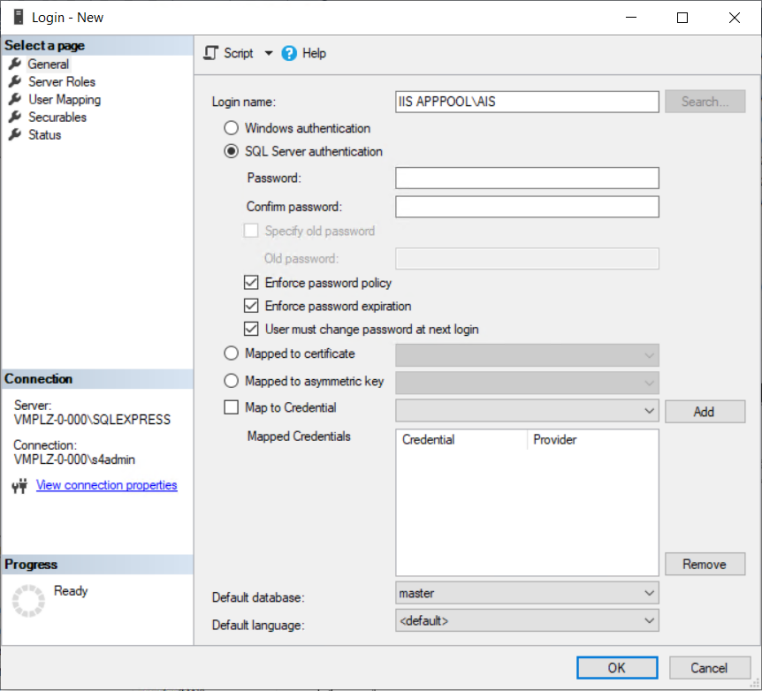 Login - New
Select a page
General
Server Roles
User Mapping
Securables
Status
Connection
Server:
VMPLZ-0-000\SQLEXPRESS
Connection:
VMPLZ-0-000\s4admin
View connection properties
Progress
Ready
Script
Help
Login name:
IIS APPPOOL\AIS
Search...
Windows authentication
SQL Server authentication
Password:
Confirm password:
Specify old password
Old password:
Enforce password policy
Enforce password expiration
User must change password at next login
Mapped to certificate
Mapped to asymmetric key
Map to Credential
Add
Mapped Credentials
Credential Provider
Remove
Default database: master
Default language: <default>
OK Cancel